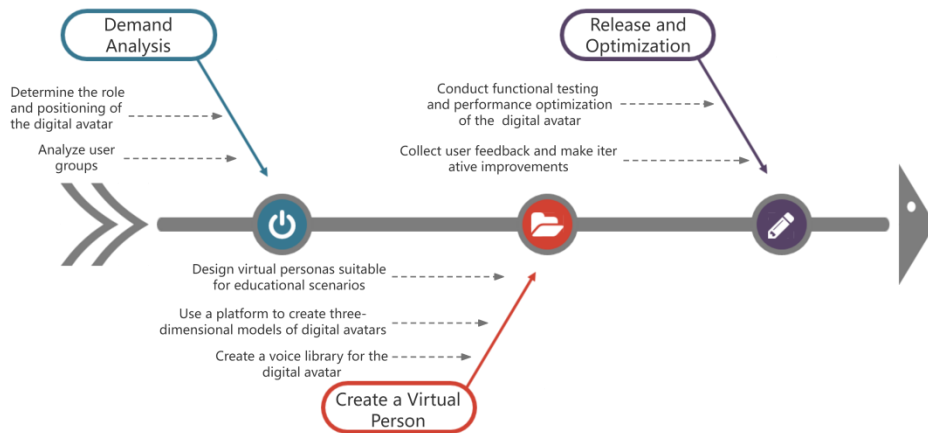 Demand
Analysis
Determine the role
and positioning of
the digital avatar
Analyze user
groups
Release and
Optimization
Conduct functional testing
and performance optimization
of the digital avatar
Collect user feedback and make iter
ative improvements
Design virtual personas suitable
for educational scenarios
Use a platform to create three-
dimensional models of digital avatars
Create a voice library for the
digital avatar
Create a Virtual
Person